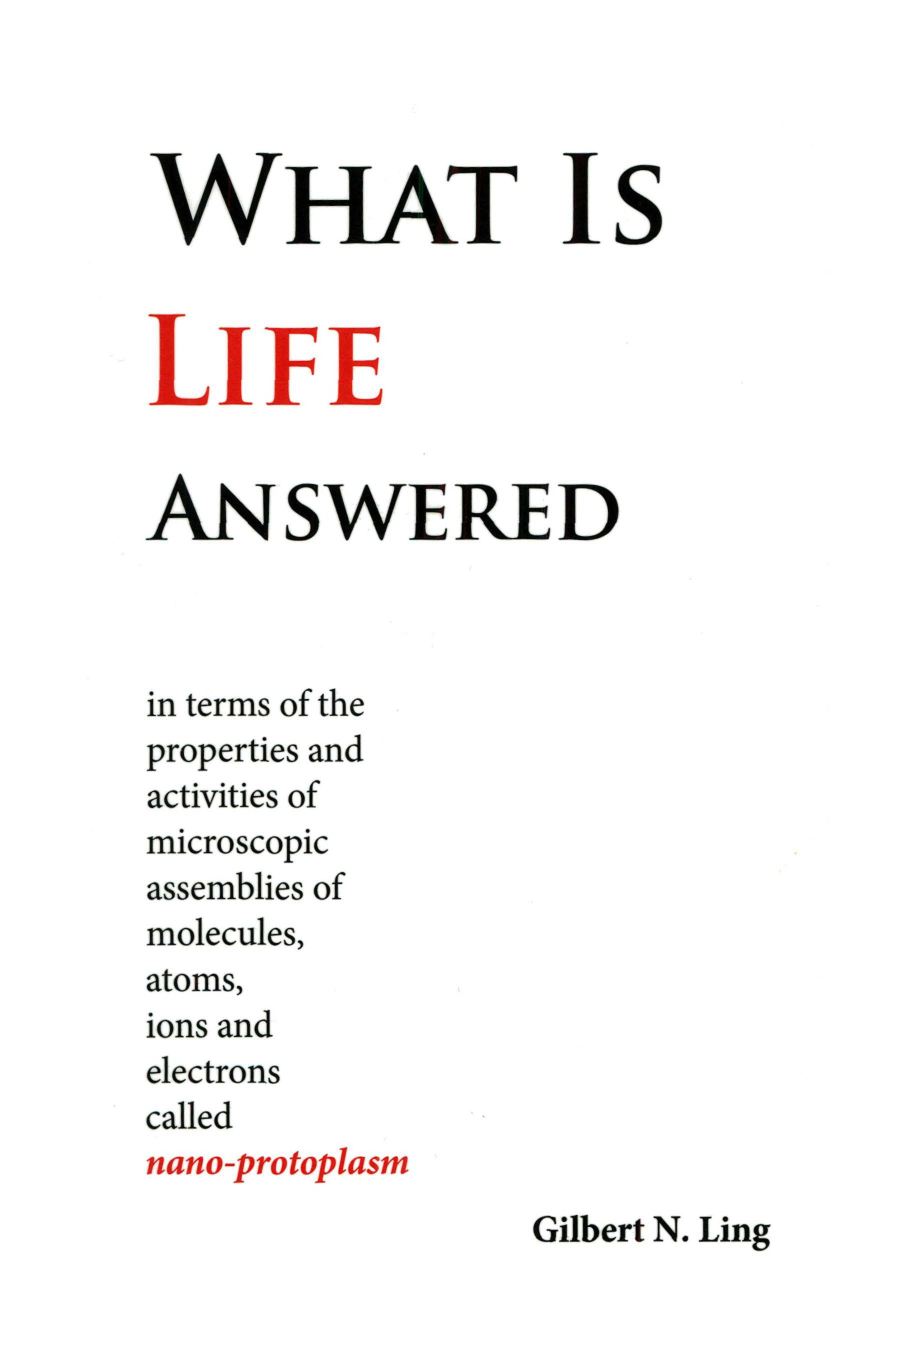 WHAT IS
LIFE
ANSWERED
in terms of the
properties and
activities of
microscopic
assemblies of
molecules,
atoms,
ions and
electrons
called
nano-protoplasm
Gilbert N. Ling